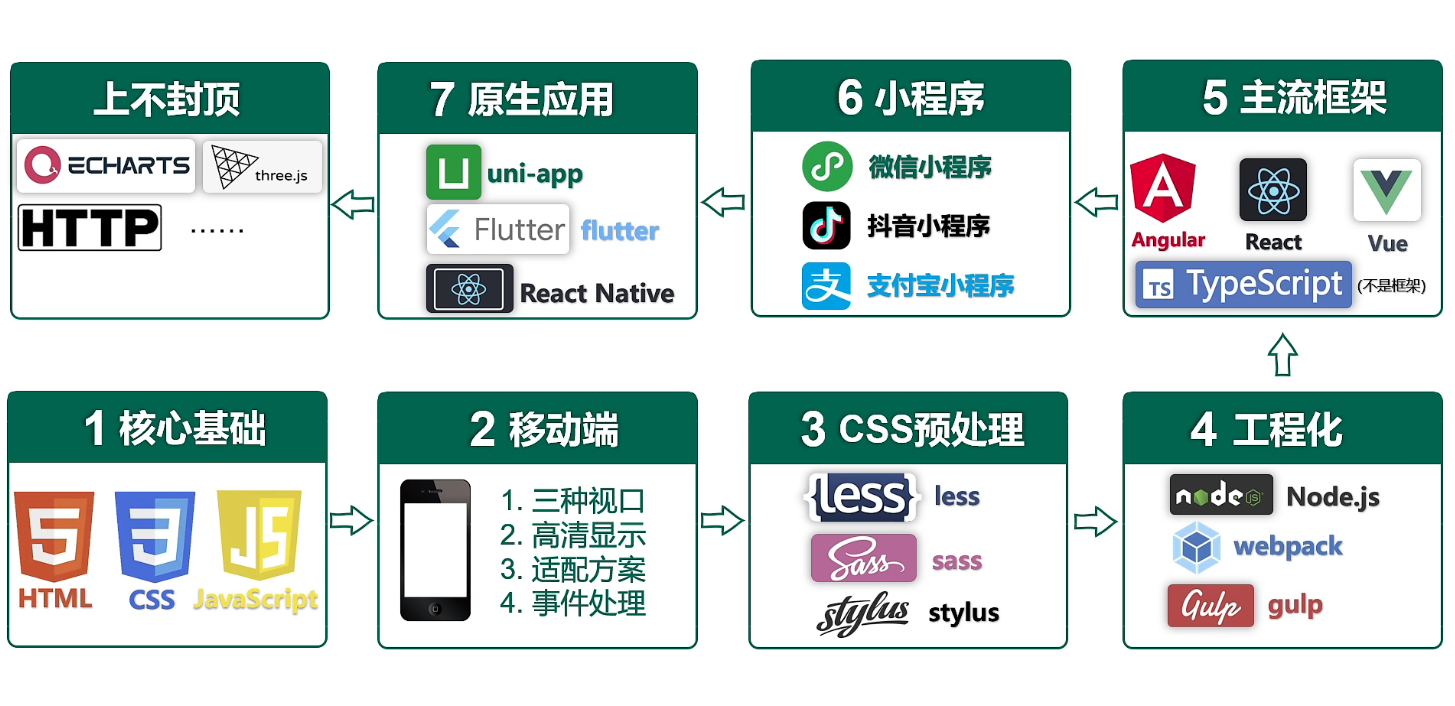 上不封顶
ECHARTS
three.js
HTTP
......
7 原生应用
uni-app
Flutter flutter
React Native
6 小程序
微信小程序
抖音小程序
支付宝小程序
5 主流框架
Angular
React
Vue
TS TypeScript (不是框架)
1 核心基础
5
3
JS
HTML
CSS
JavaScript
2 移动端
1. 三种视口
2. 高清显示
3. 适配方案
4. 事件处理
3 CSS预处理
{less} less
Sass sass
stylus stylus
4 工程化
node JS Node.js
webpack
Gulp gulp